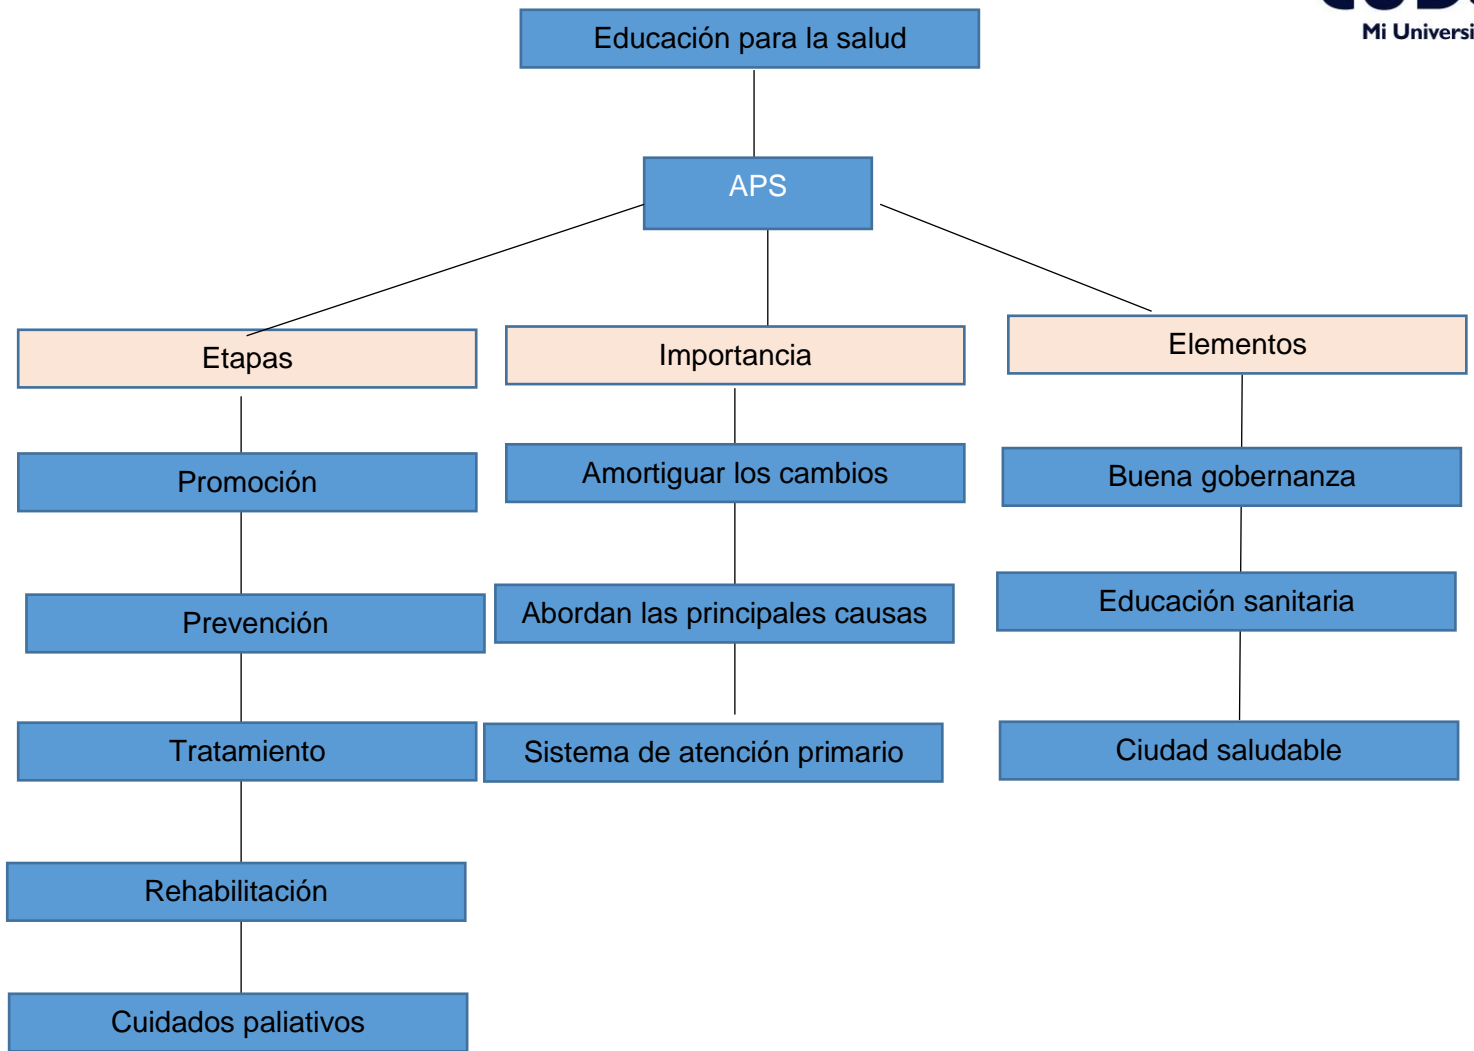 Mi Universi
Educación para la salud
APS
Etapas
Importancia
Elementos
Promoción
Amortiguar los cambios
Buena gobernanza
Prevención
Abordan las principales causas
Educación sanitaria
Tratamiento
Sistema de atención primario
Ciudad saludable
Rehabilitación
Cuidados paliativos